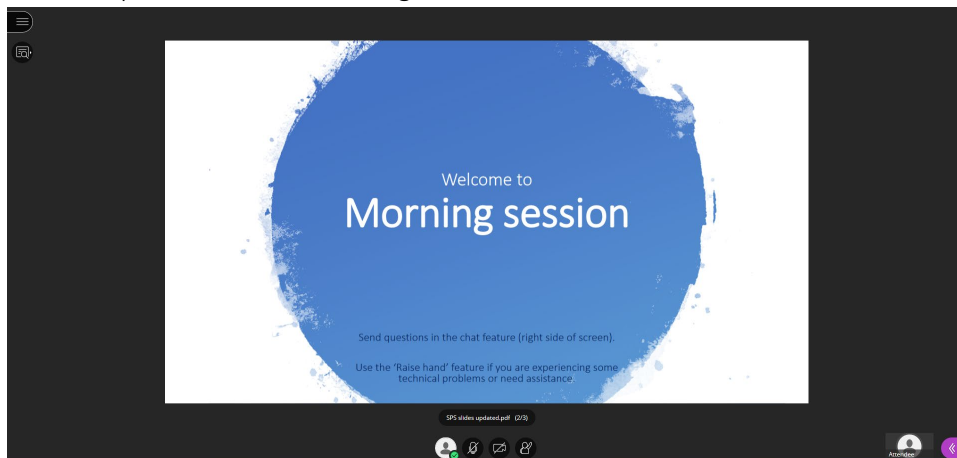 Welcome to
Morning session
Send questions in the chat feature (right side of screen).
Use the ‘Raise hand’ feature if you are experiencing some
technical problems or need assistance.
SPS slides updated.pdf (2/3)
Attendee